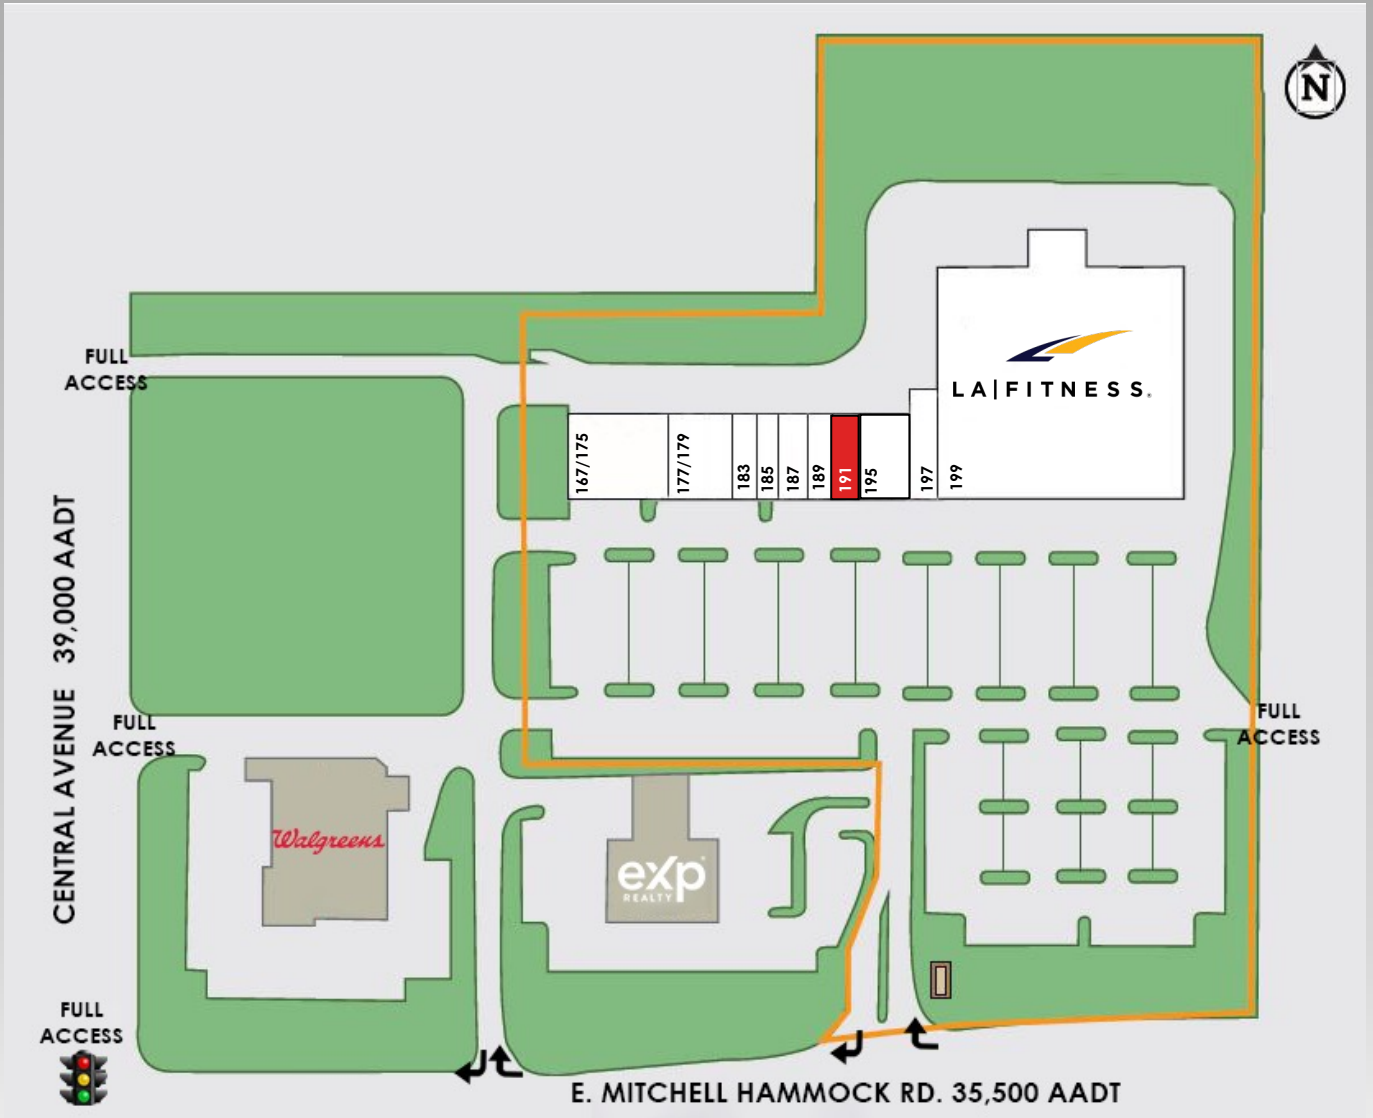 N
FULL
ACCESS
LA|FITNESS.
167/175
177/179
183
185
187
189
191
195
197
199
CENTRAL AVENUE 39,000 AADT
FULL
ACCESS
FULL
ACCESS
Walgreens
exp
REALTY
FULL
ACCESS
E. MITCHELL HAMMOCK RD. 35,500 AADT